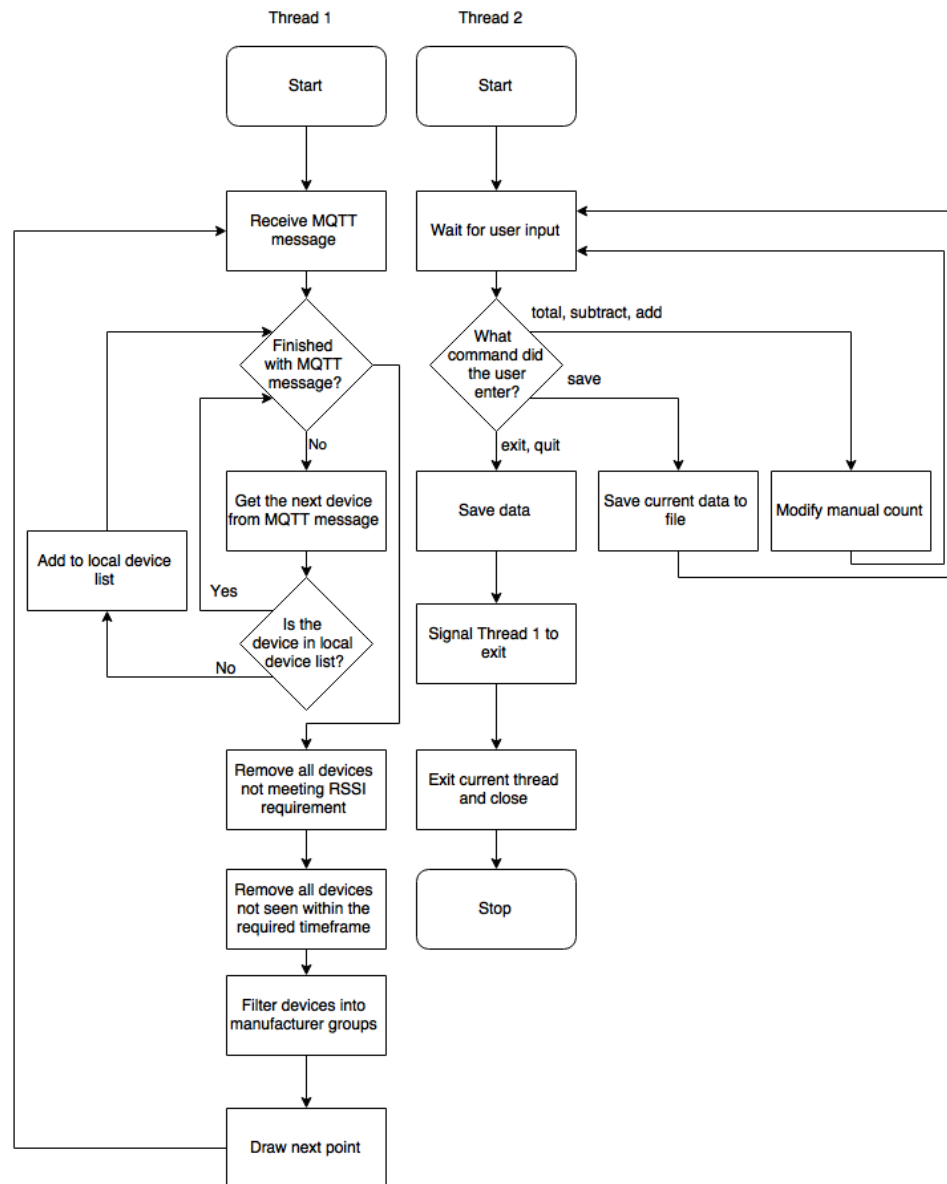 Thread 1
Thread 2
Start
Start
Receive MQTT
message
Wait for user input
Finished
with MQTT
message?
What
command did
the user
enter?
total, subtract, add
save
No
exit, quit
Get the next device
from MQTT message
Save data
Save current data to
file
Modify manual count
Add to local device
list
Yes
Is the
device in local
device list?
No
Signal Thread 1 to
exit
Remove all devices
not meeting RSSI
requirement
Exit current thread
and close
Remove all devices
not seen within the
required timeframe
Stop
Filter devices into
manufacturer groups
Draw next point